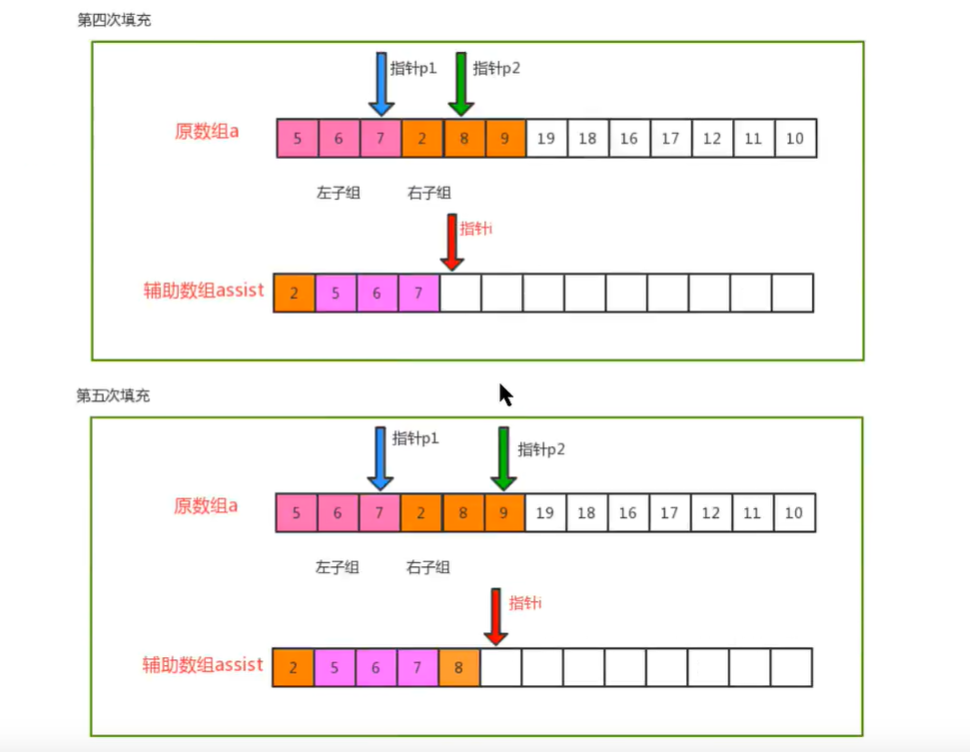 第四次填充
指针p1 指针p2
原数组a 5 6 7 2 8 9 19 18 16 17 12 11 10
左子组 右子组
指针i
辅助数组assist 2 5 6 7
第五次填充
指针p1 指针p2
原数组a 5 6 7 2 8 9 19 18 16 17 12 11 10
左子组 右子组
指针i
辅助数组assist 2 5 6 7 8